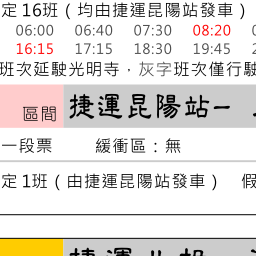 定16班（均由捷運昆陽站發車）
06:00 06:40 07:30 08:20
16:15 17:15 18:30 19:45 2
班次延駛光明寺，灰字班次僅行駛
區間 捷運昆陽站－
一段票 緩衝區：無
定1班（由捷運昆陽站發車） 假
捷運